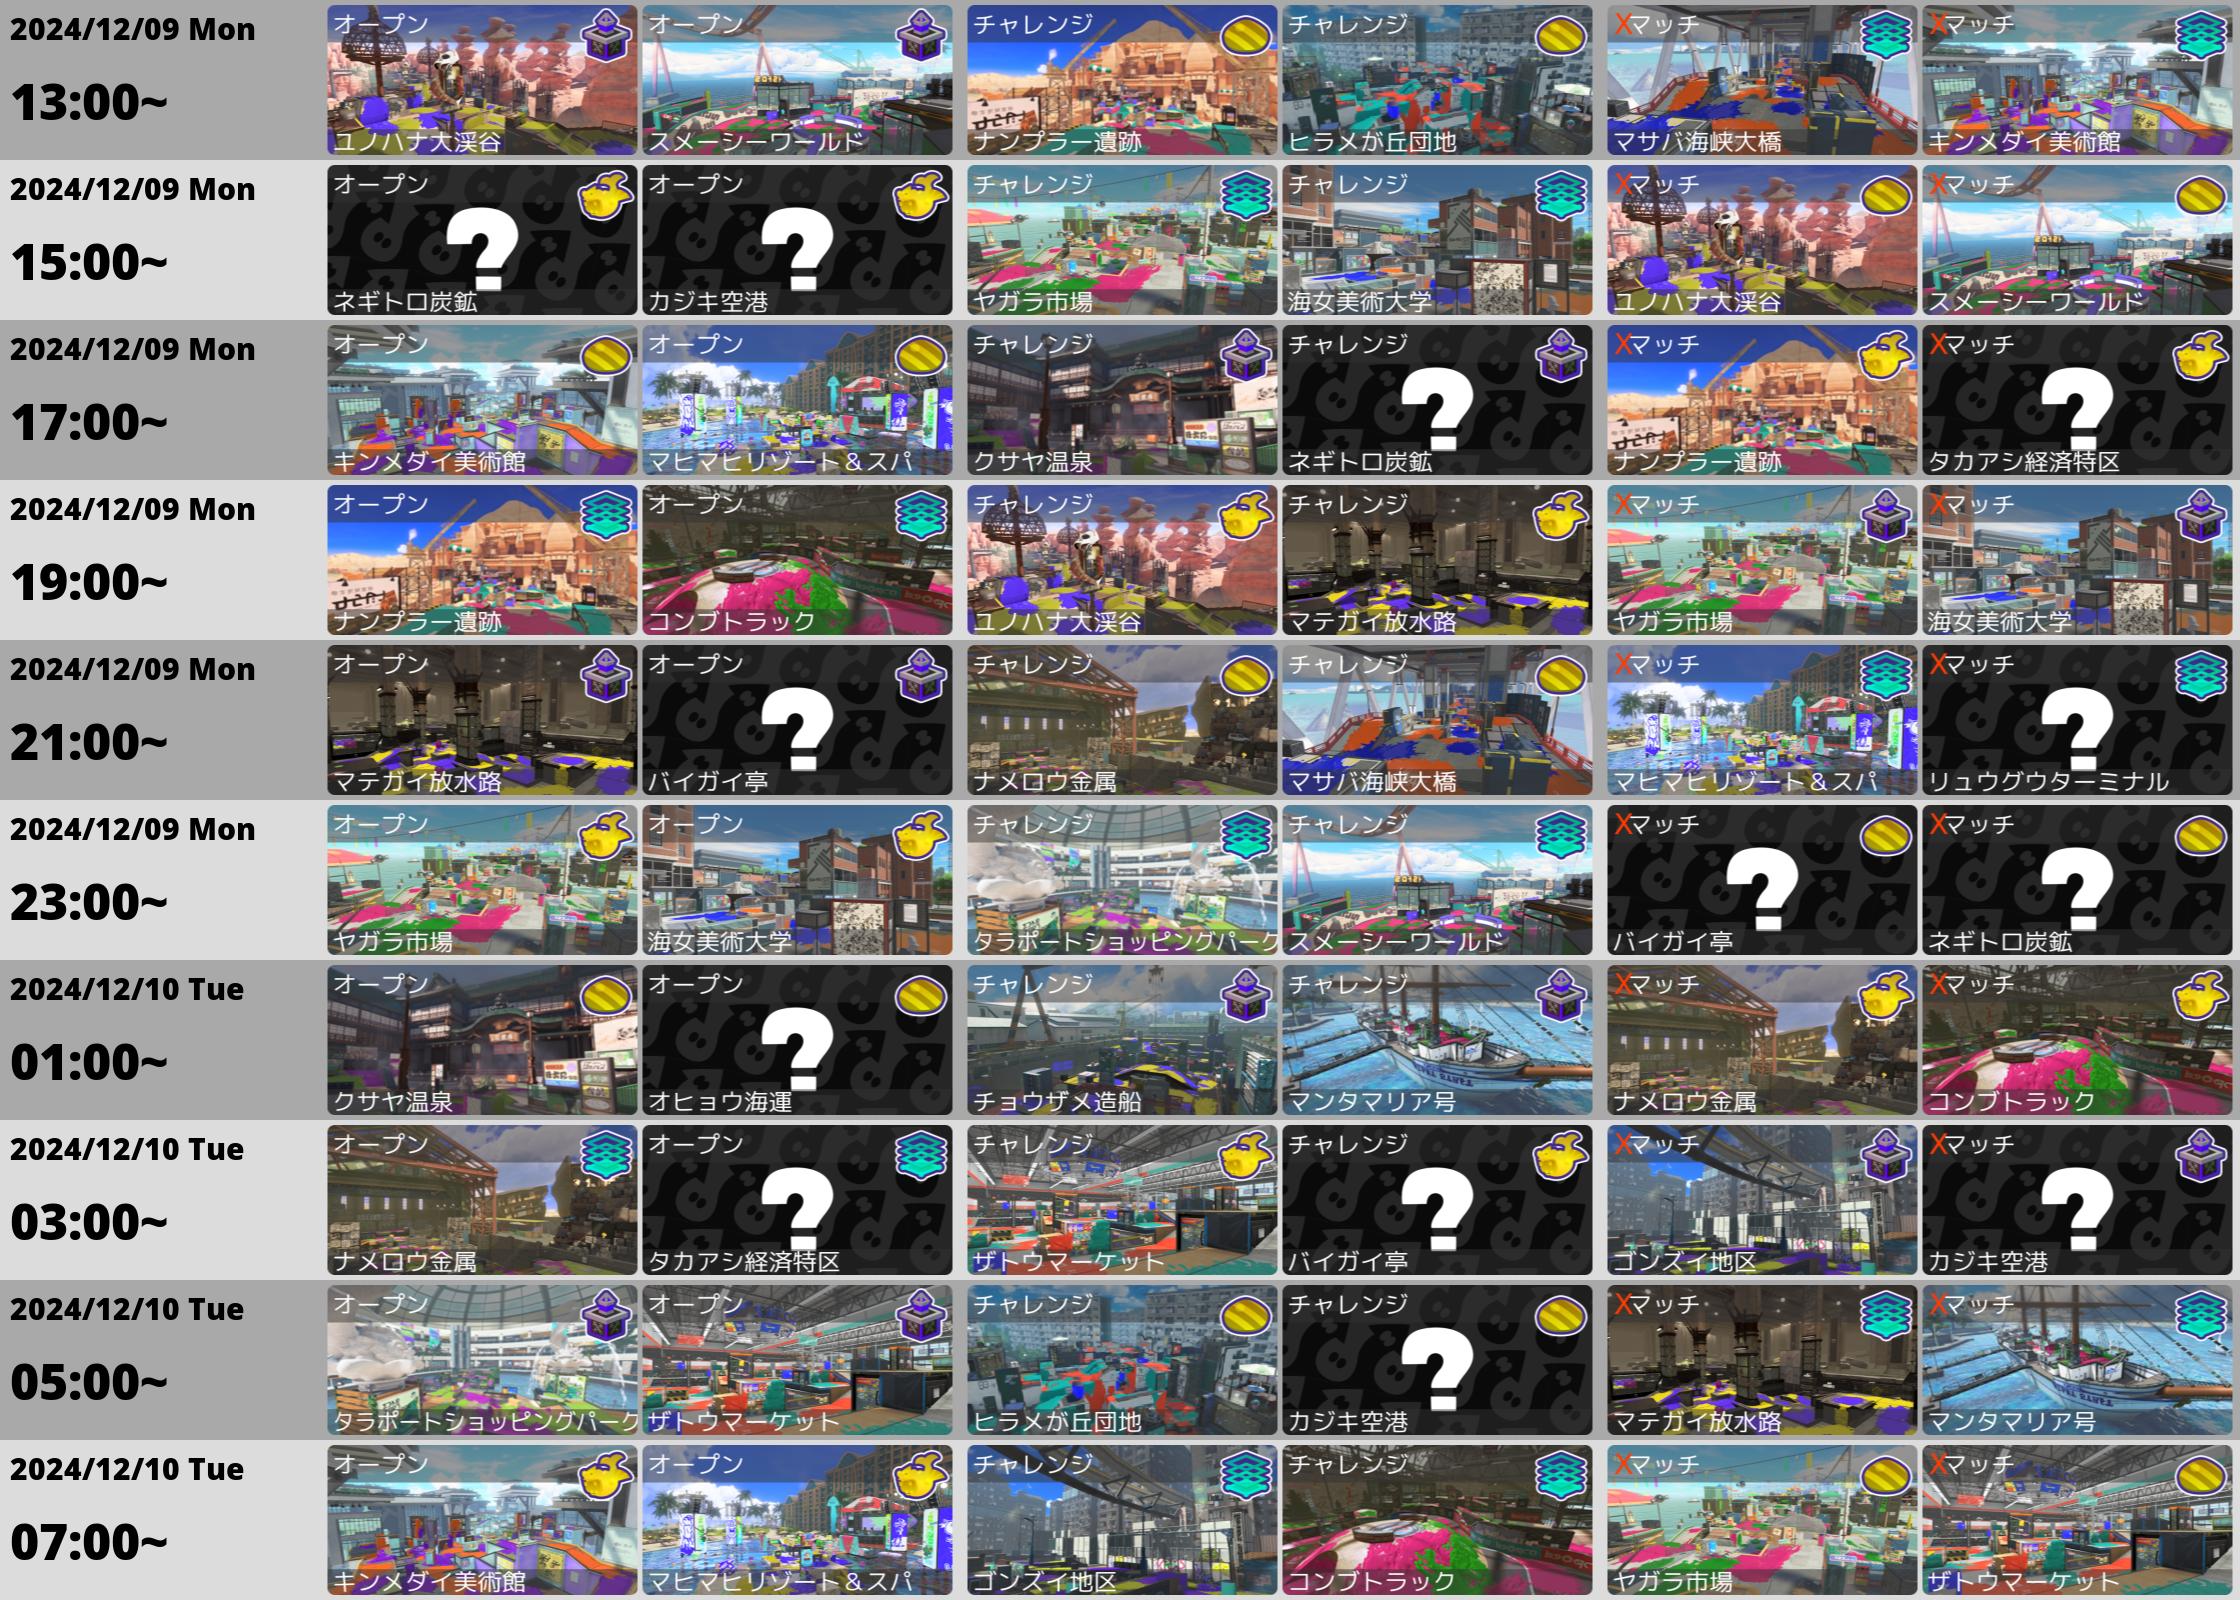 2024/12/09 Mon
13:00~
オープン
ユノハナ大渓谷
オープン
スメーシーワールド
チャレンジ
ナンプラー遺跡
チャレンジ
ヒラメが丘団地
Xマッチ
マサバ海峡大橋
Xマッチ
キンメダイ美術館
2024/12/09 Mon
15:00~
オープン
ネギトロ炭鉱
オープン
カジキ空港
チャレンジ
ヤガラ市場
チャレンジ
海女美術大学
Xマッチ
ユノハナ大渓谷
Xマッチ
スメーシーワールド
2024/12/09 Mon
17:00~
オープン
キンメダイ美術館
オープン
マヒマヒリゾート＆スパ
チャレンジ
クサヤ温泉
チャレンジ
ネギトロ炭鉱
Xマッチ
ナンプラー遺跡
Xマッチ
タカアシ経済特区
2024/12/09 Mon
19:00~
オープン
ナンプラー遺跡
オープン
コンブトラック
チャレンジ
ユノハナ大渓谷
チャレンジ
マテガイ放水路
Xマッチ
ヤガラ市場
Xマッチ
海女美術大学
2024/12/09 Mon
21:00~
オープン
マテガイ放水路
オープン
バイガイ亭
チャレンジ
ナメロウ金属
チャレンジ
マサバ海峡大橋
Xマッチ
マヒマヒリゾート＆スパ
Xマッチ
リュウグウターミナル
2024/12/09 Mon
23:00~
オープン
ヤガラ市場
オープン
海女美術大学
チャレンジ
タラポートショッピングパーク
チャレンジ
スメーシーワールド
Xマッチ
バイガイ亭
Xマッチ
ネギトロ炭鉱
2024/12/10 Tue
01:00~
オープン
クサヤ温泉
オープン
オヒョウ海運
チャレンジ
チョウザメ造船
チャレンジ
マンタマリア号
Xマッチ
ナメロウ金属
Xマッチ
コンブトラック
2024/12/10 Tue
03:00~
オープン
ナメロウ金属
オープン
タカアシ経済特区
チャレンジ
ザトウマーケット
チャレンジ
バイガイ亭
Xマッチ
ゴンズイ地区
Xマッチ
カジキ空港
2024/12/10 Tue
05:00~
オープン
タラポートショッピングパーク
オープン
ザトウマーケット
チャレンジ
ヒラメが丘団地
チャレンジ
カジキ空港
Xマッチ
マテガイ放水路
Xマッチ
マンタマリア号
2024/12/10 Tue
07:00~
オープン
キンメダイ美術館
オープン
マヒマヒリゾート＆スパ
チャレンジ
ゴンズイ地区
チャレンジ
コンブトラック
Xマッチ
ヤガラ市場
Xマッチ
ザトウマーケット